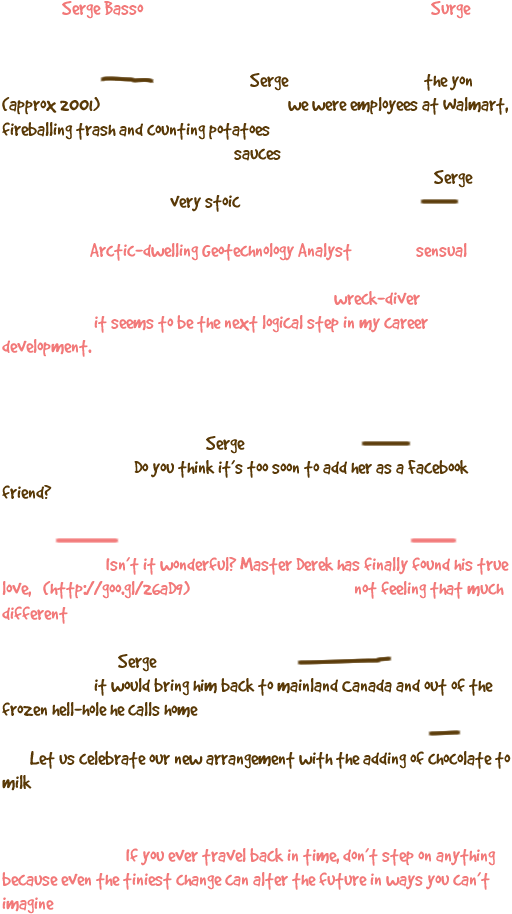 Serge Basso Surge
Serge the yon
(approx 2001) we were employees at Walmart,
fireballing trash and counting potatoes
sauces
Serge
very stoic
Arctic-dwelling Geotechnology Analyst sensual
wreck-diver
it seems to be the next logical step in my career
development.
Serge
Do you think it's too soon to add her as a Facebook
friend?
Isn't it wonderful? Master Derek has finally found his true
love, (http://goo.gl/z6aD9) not feeling that much
different
Serge
it would bring him back to mainland Canada and out of the
frozen hell-hole he calls home
Let us celebrate our new arrangement with the adding of chocolate to
milk
If you ever travel back in time, don't step on anything
because even the tiniest change can alter the future in ways you can't
imagine